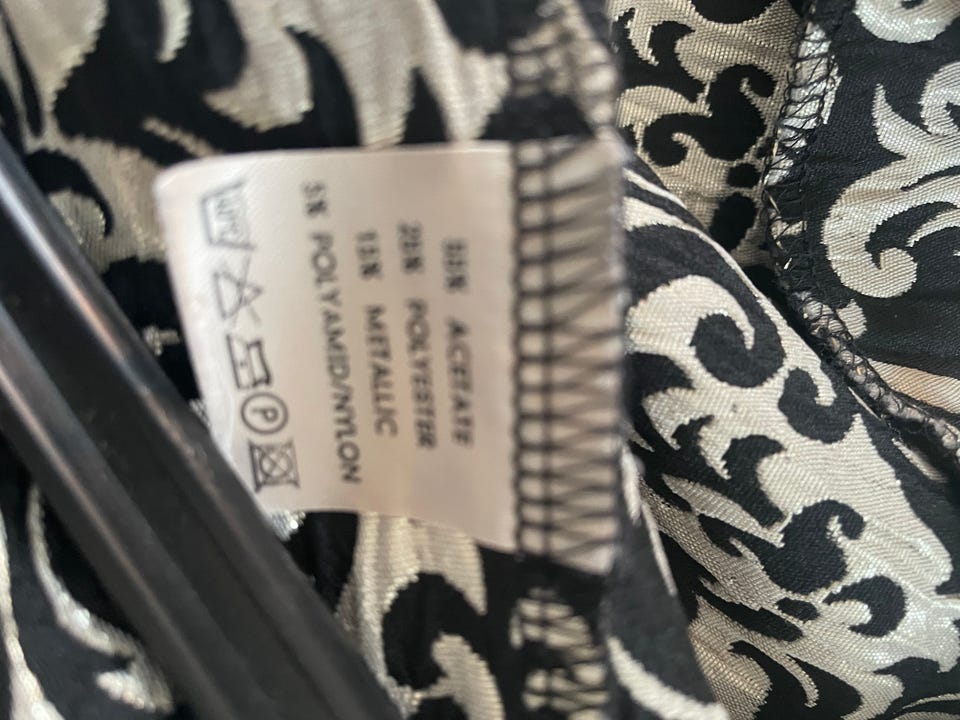 55% ACETATE
25% POLYESTER
15% METALLIC
5% POLYAMID/NYLON
P